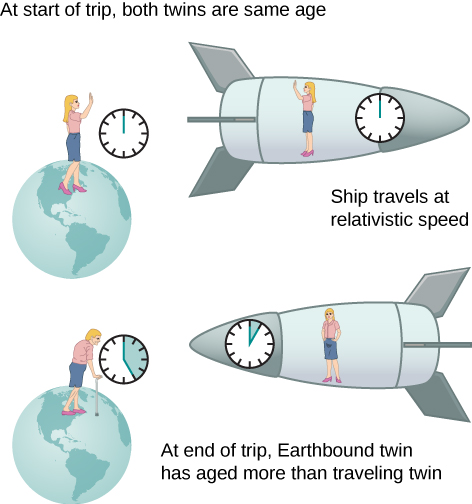 At start of trip, both twins are same age
Ship travels at
relativistic speed
At end of trip, Earthbound twin
has aged more than traveling twin